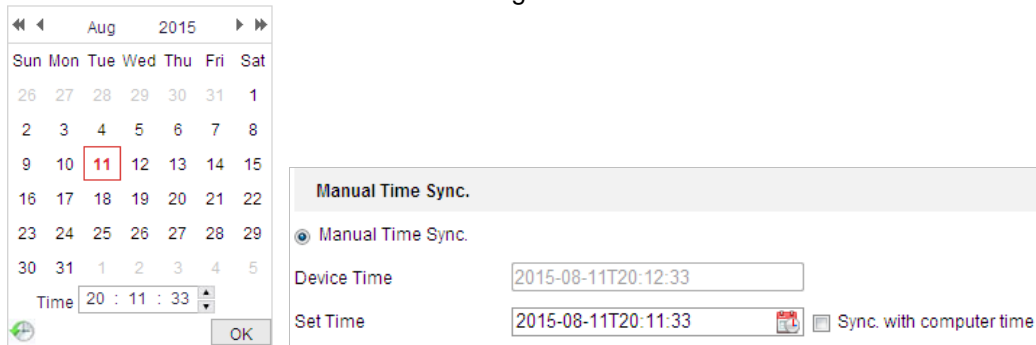 Aug 2015
Sun Mon Tue Wed Thu Fri Sat
26 27 28 29 30 31 1
2 3 4 5 6 7 8
9 10 11 12 13 14 15
16 17 18 19 20 21 22
23 24 25 26 27 28 29
30 31 1 2 3 4 5
Time 20 : 11 : 33
OK
Manual Time Sync.
Manual Time Sync.
Device Time 2015-08-11T20:12:33
Set Time 2015-08-11T20:11:33 Sync. with computer time